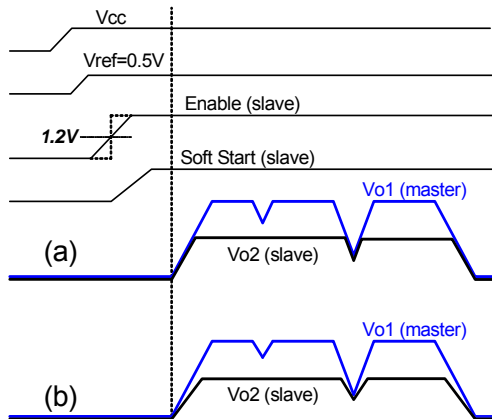 Vcc
Vref=0.5V
Enable (slave)
1.2V
Soft Start (slave)
Vo1 (master)
(a)
Vo2 (slave)
Vo1 (master)
(b)
Vo2 (slave)